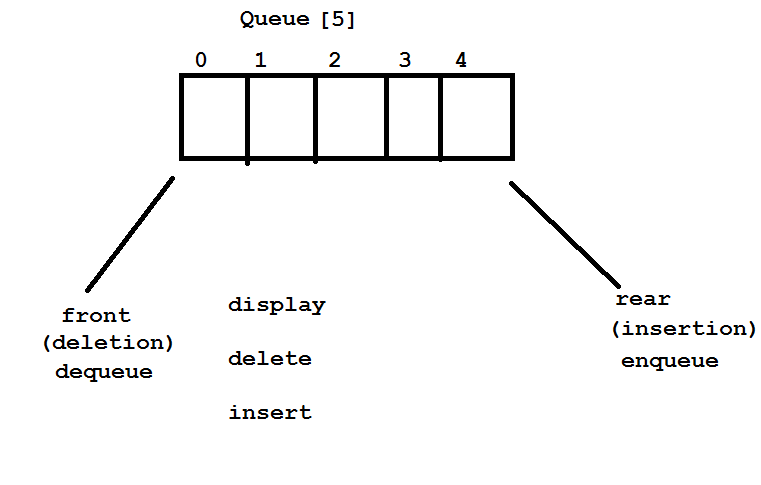 Queue [5]
0 1 2 3 4
front
(deletion)
dequeue
display
delete
insert
rear
(insertion)
enqueue